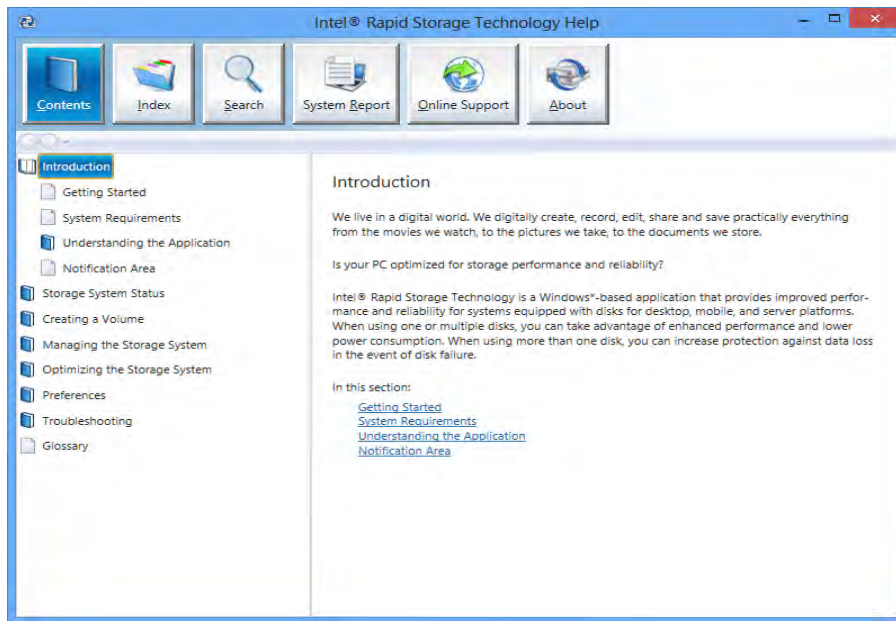 Intel® Rapid Storage Technology Help
Contents
Index
Search
System Report
Online Support
About
Introduction
Getting Started
System Requirements
Understanding the Application
Notification Area
Storage System Status
Creating a Volume
Managing the Storage System
Optimizing the Storage System
Preferences
Troubleshooting
Glossary
Introduction
We live in a digital world. We digitally create, record, edit, share and save practically everything
from the movies we watch, to the pictures we take, to the documents we store.
Is your PC optimized for storage performance and reliability?
Intel® Rapid Storage Technology is a Windows*-based application that provides improved perfor-
mance and reliability for systems equipped with disks for desktop, mobile, and server platforms.
When using one or multiple disks, you can take advantage of enhanced performance and lower
power consumption. When using more than one disk, you can increase protection against data loss
in the event of disk failure.
In this section:
Getting Started
System Requirements
Understanding the Application
Notification Area